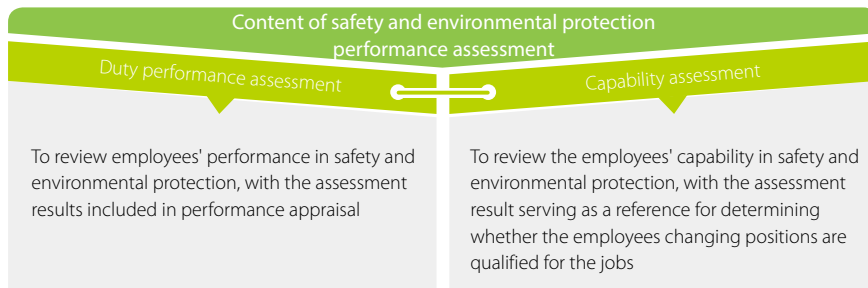 Content of safety and environmental protection
performance assessment
Duty performance assessment
Capability assessment
To review employees' performance in safety and
environmental protection, with the assessment
results included in performance appraisal
To review the employees' capability in safety and
environmental protection, with the assessment
result serving as a reference for determining
whether the employees changing positions are
qualified for the jobs